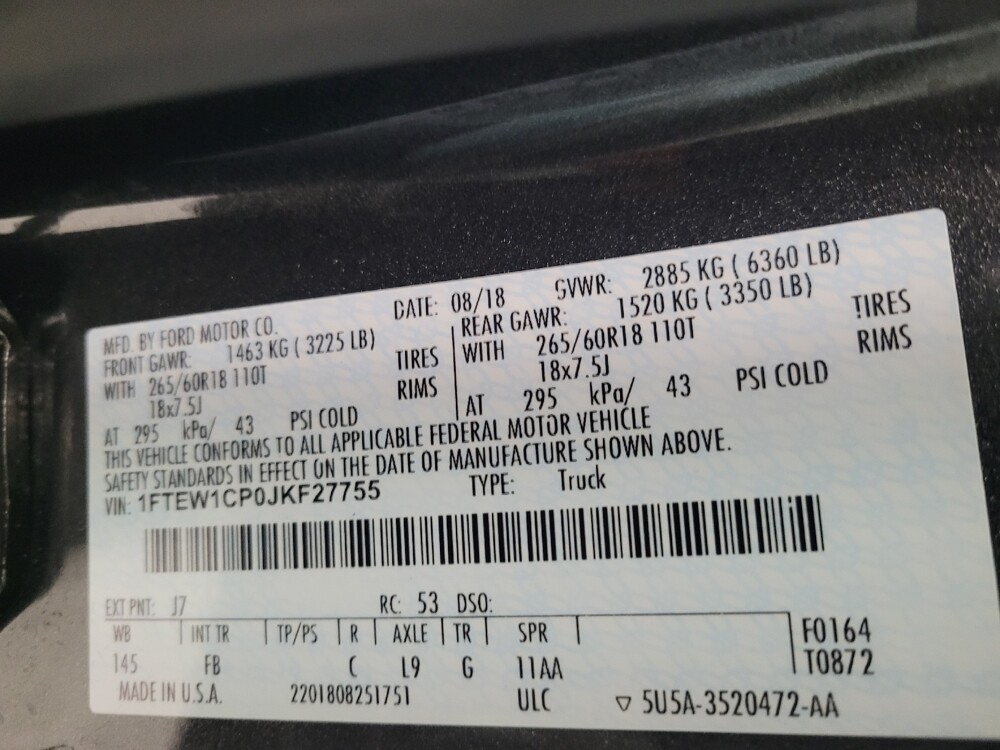 MFD. BY FORD MOTOR CO.
DATE: 08/18 GVWR: 2885 KG ( 6360 LB)
FRONT GAWR: 1463 KG ( 3225 LB)
WITH 265/60R18 110T TIRES
18x7.5J RIMS
AT 295 kPa/ 43 PSI COLD
REAR GAWR: 1520 KG ( 3350 LB)
WITH 265/60R18 110T TIRES
18x7.5J RIMS
AT 295 kPa/ 43 PSI COLD
THIS VEHICLE CONFORMS TO ALL APPLICABLE FEDERAL MOTOR VEHICLE
SAFETY STANDARDS IN EFFECT ON THE DATE OF MANUFACTURE SHOWN ABOVE.
VIN: 1FTEW1CP0JKF27755 TYPE: Truck
EXT PNT: J7 RC: 53 DSO:
WB INT TR TP/PS R AXLE TR SPR F0164
145 FB C L9 G 11AA T0872
MADE IN U.S.A. 2201808251751 ULC ▽ 5U5A-3520472-AA